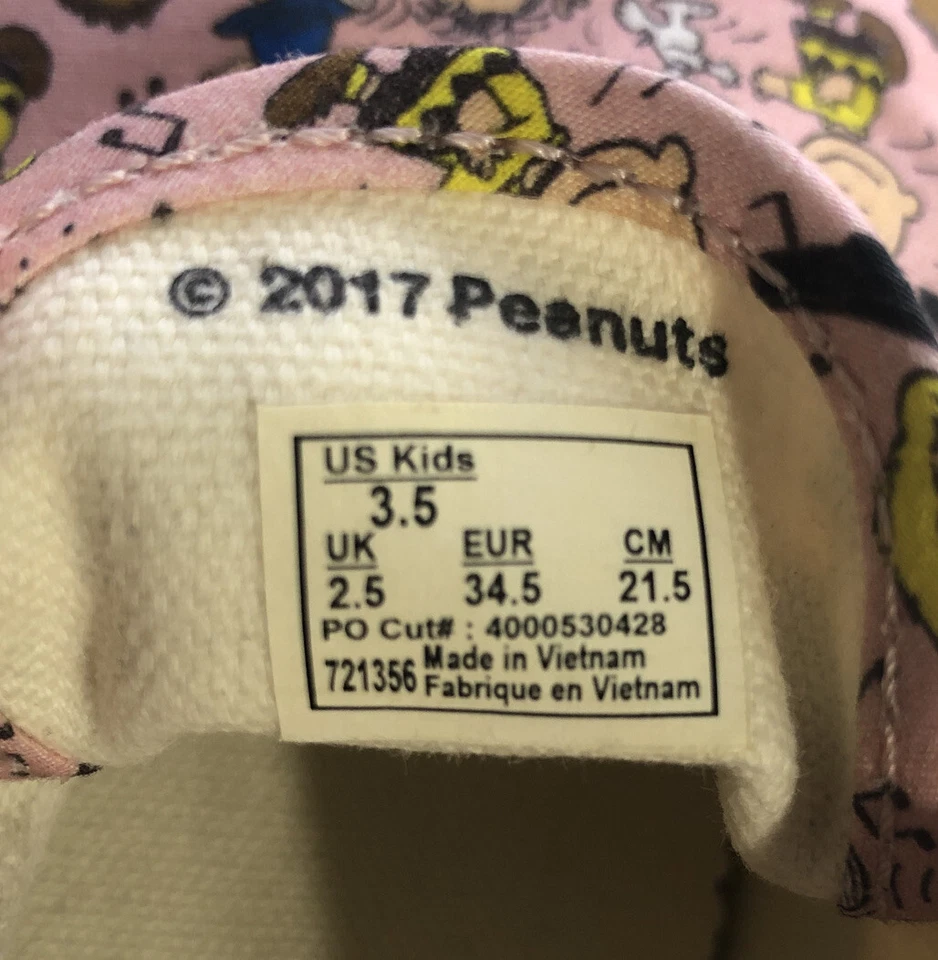 © 2017 Peanuts
US Kids
3.5
UK EUR CM
2.5 34.5 21.5
PO Cut# : 4000530428
721356 Made in Vietnam
Fabrique en Vietnam